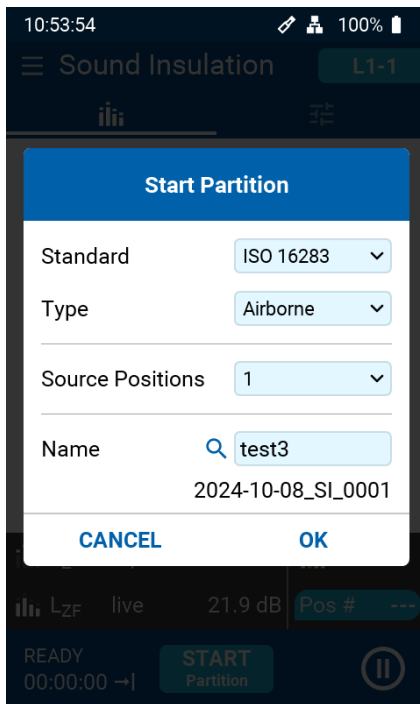 10:53:54 100%
Sound Insulation L1-1
Start Partition
Standard ISO 16283
Type Airborne
Source Positions 1
Name test3
2024-10-08_SI_0001
CANCEL OK
LZF live 21.9 dB Pos # ---
READY START
00:00:00 Partition